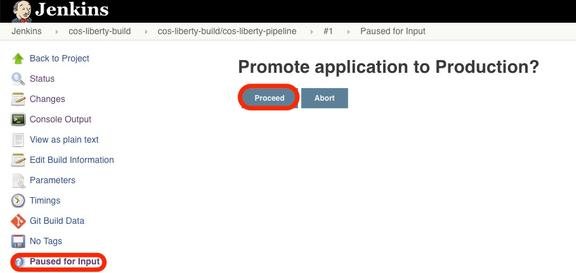 Jenkins
Jenkins › cos-liberty-build › cos-liberty-build/cos-liberty-pipeline › #1 › Paused for Input
Back to Project
Status
Changes
Console Output
View as plain text
Edit Build Information
Parameters
Timings
Git Build Data
No Tags
Paused for Input
Promote application to Production?
Proceed Abort